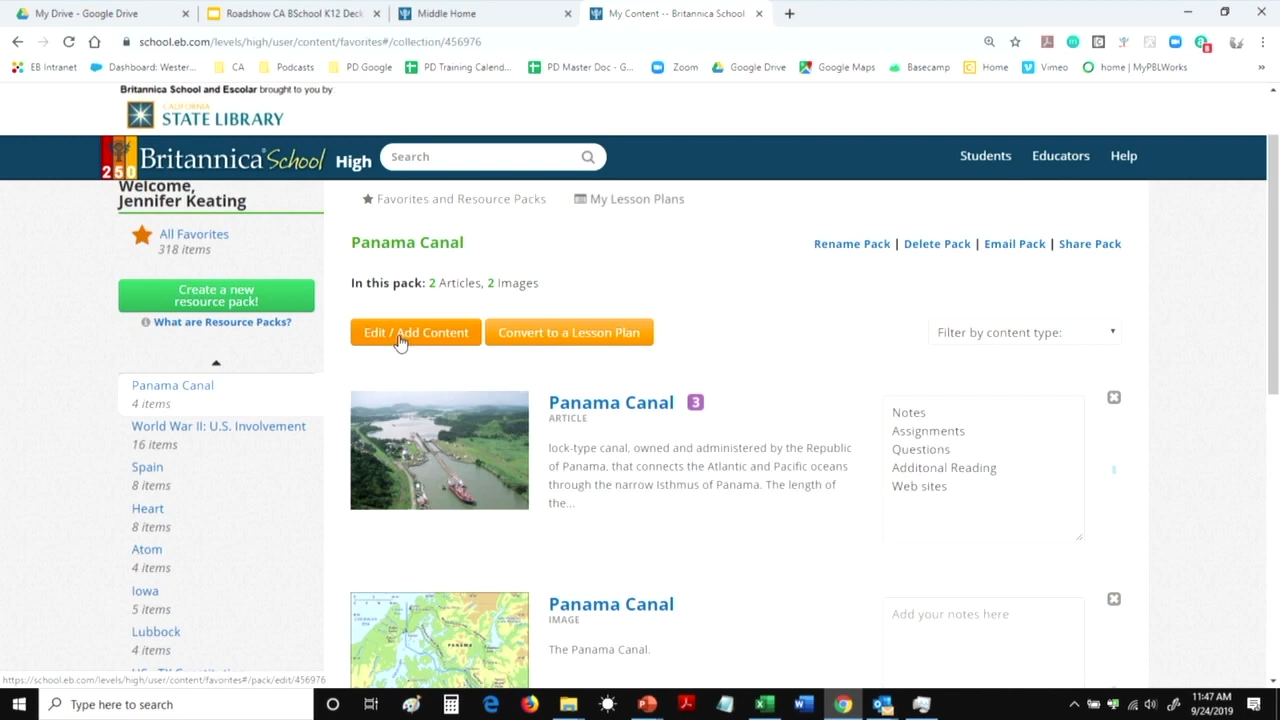 My Drive - Google Drive
Roadshow CA BSchool K12 Deck
Middle Home
My Content -- Britannica School
school.eb.com/levels/high/user/content/favorites#/collection/456976
EB Intranet
Dashboard: Wester...
CA
Podcasts
PD Google
PD Training Calend...
PD Master Doc - G...
Zoom
Google Drive
Google Maps
Basecamp
Home
Vimeo
home | MyPBLWorks
Britannica School and Escolar brought to you by
CALIFORNIA
STATE LIBRARY
250
Britannica School High
Search
Students
Educators
Help
Welcome,
Jennifer Keating
Favorites and Resource Packs
My Lesson Plans
All Favorites
318 items
Panama Canal
Rename Pack | Delete Pack | Email Pack | Share Pack
In this pack: 2 Articles, 2 Images
Create a new
resource pack!
What are Resource Packs?
Edit / Add Content
Convert to a Lesson Plan
Filter by content type:
Panama Canal
4 items
World War II: U.S. Involvement
16 items
Spain
8 items
Heart
8 items
Atom
4 items
Iowa
5 items
Lubbock
4 items
Panama Canal 3
ARTICLE
lock-type canal, owned and administered by the Republic
of Panama, that connects the Atlantic and Pacific oceans
through the narrow Isthmus of Panama. The length of
the...
Notes
Assignments
Questions
Additonal Reading
Web sites
Panama Canal
IMAGE
The Panama Canal.
Add your notes here
https://school.eb.com/levels/high/user/content/favorites#/pack/edit/456976
Type here to search
11:47 AM
9/24/2019